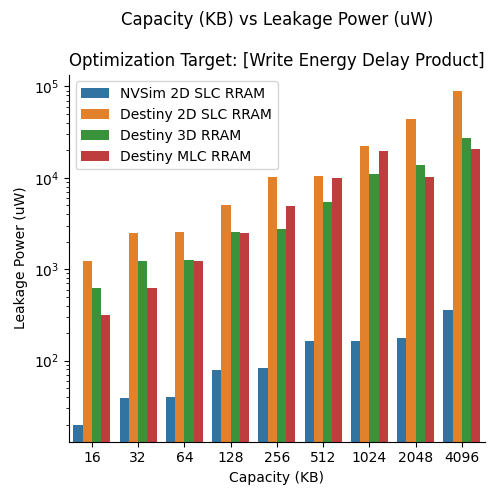 Capacity (KB) vs Leakage Power (uW)
Optimization Target: [Write Energy Delay Product]
NVSim 2D SLC RRAM
Destiny 2D SLC RRAM
Destiny 3D RRAM
Destiny MLC RRAM
Leakage Power (uW)
10^5
10^4
10^3
10^2
16 32 64 128 256 512 1024 2048 4096
Capacity (KB)